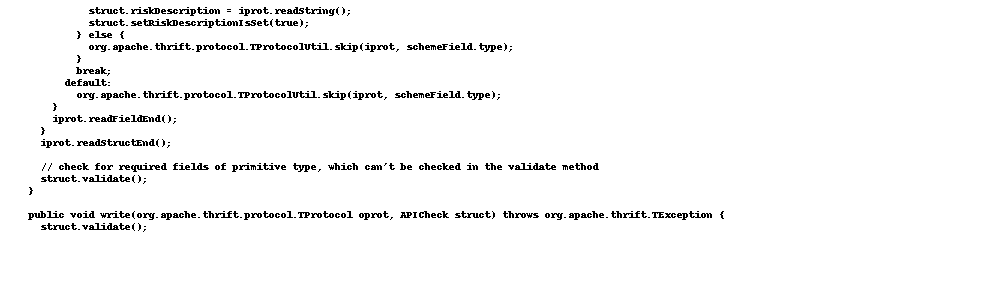 struct.riskDescription = iprot.readString();
struct.setRiskDescriptionIsSet(true);
} else {
org.apache.thrift.protocol.TProtocolUtil.skip(iprot, schemeField.type);
}
break;
default:
org.apache.thrift.protocol.TProtocolUtil.skip(iprot, schemeField.type);
}
iprot.readFieldEnd();
}
iprot.readStructEnd();
// check for required fields of primitive type, which can't be checked in the validate method
struct.validate();
}
public void write(org.apache.thrift.protocol.TProtocol oprot, APICheck struct) throws org.apache.thrift.TException {
struct.validate();